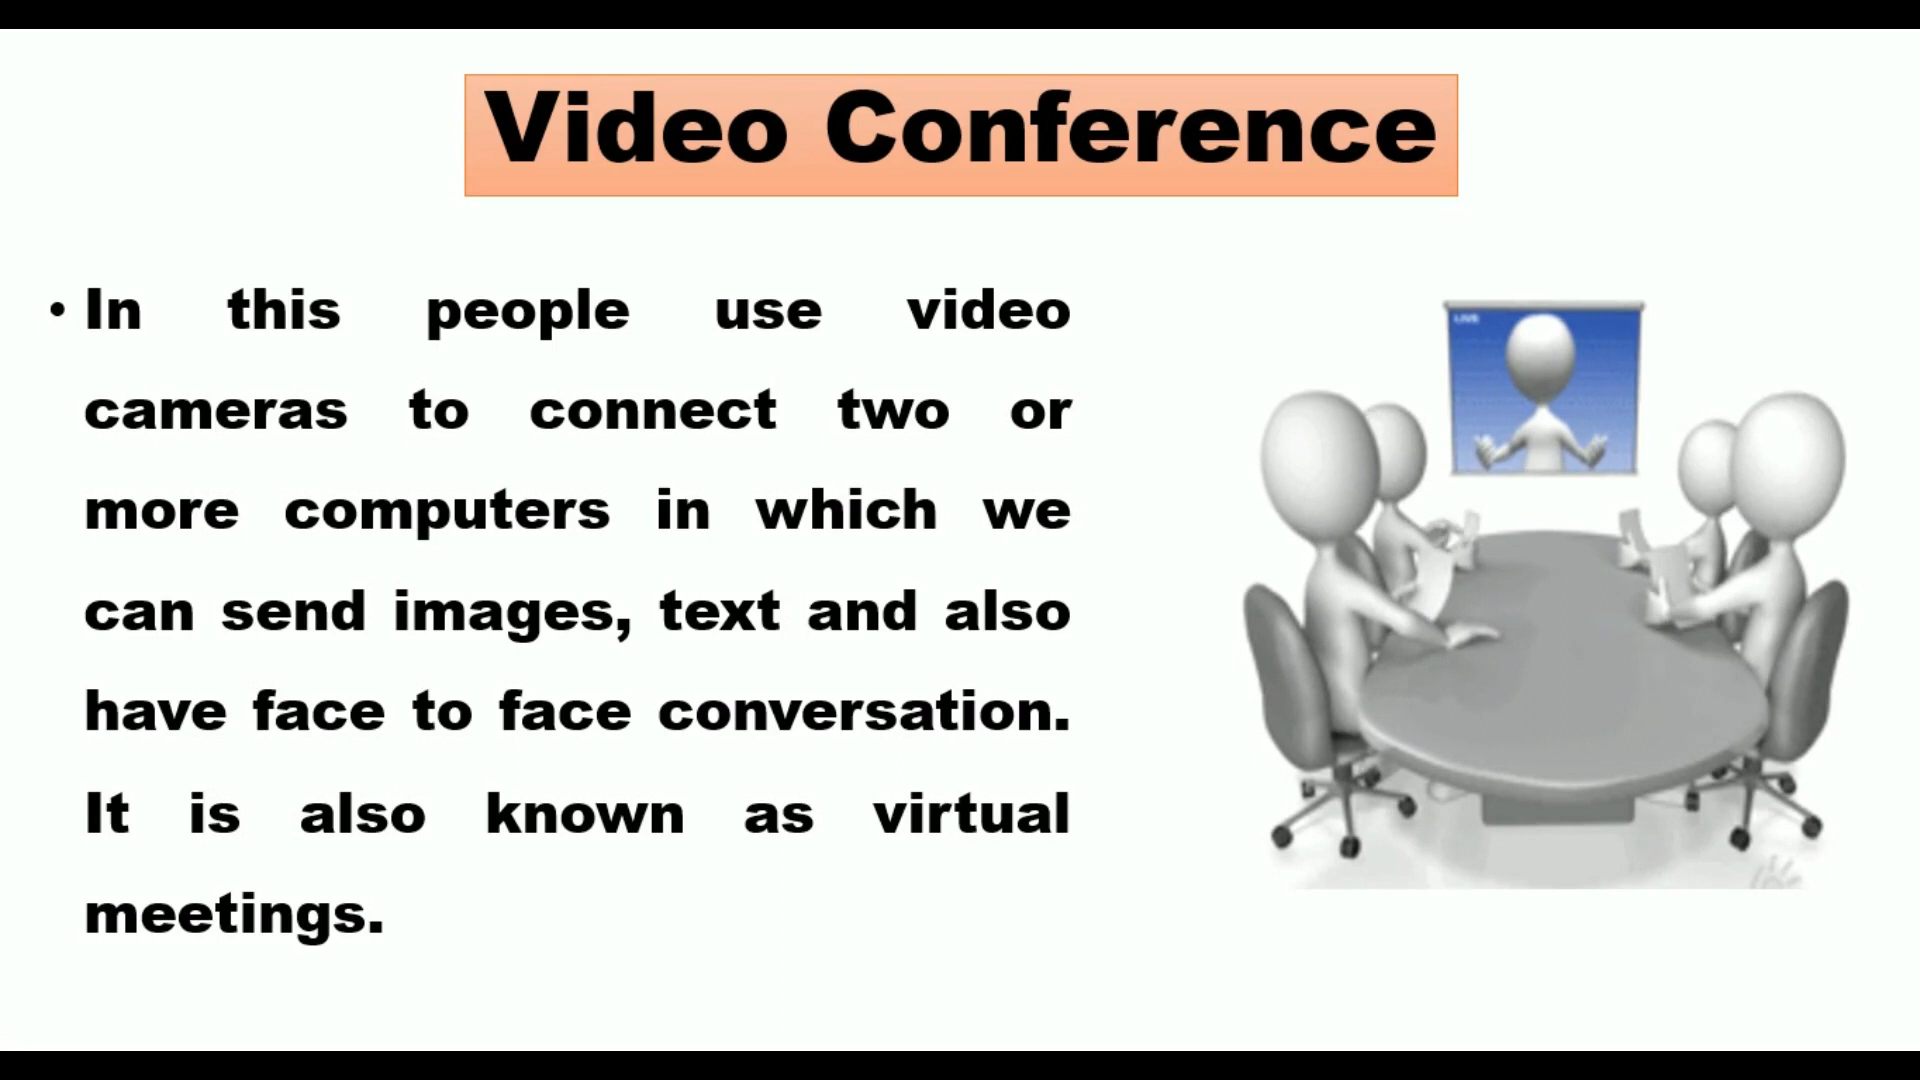 Video Conference
• In this people use video
cameras to connect two or
more computers in which we
can send images, text and also
have face to face conversation.
It is also known as virtual
meetings.
LIVE